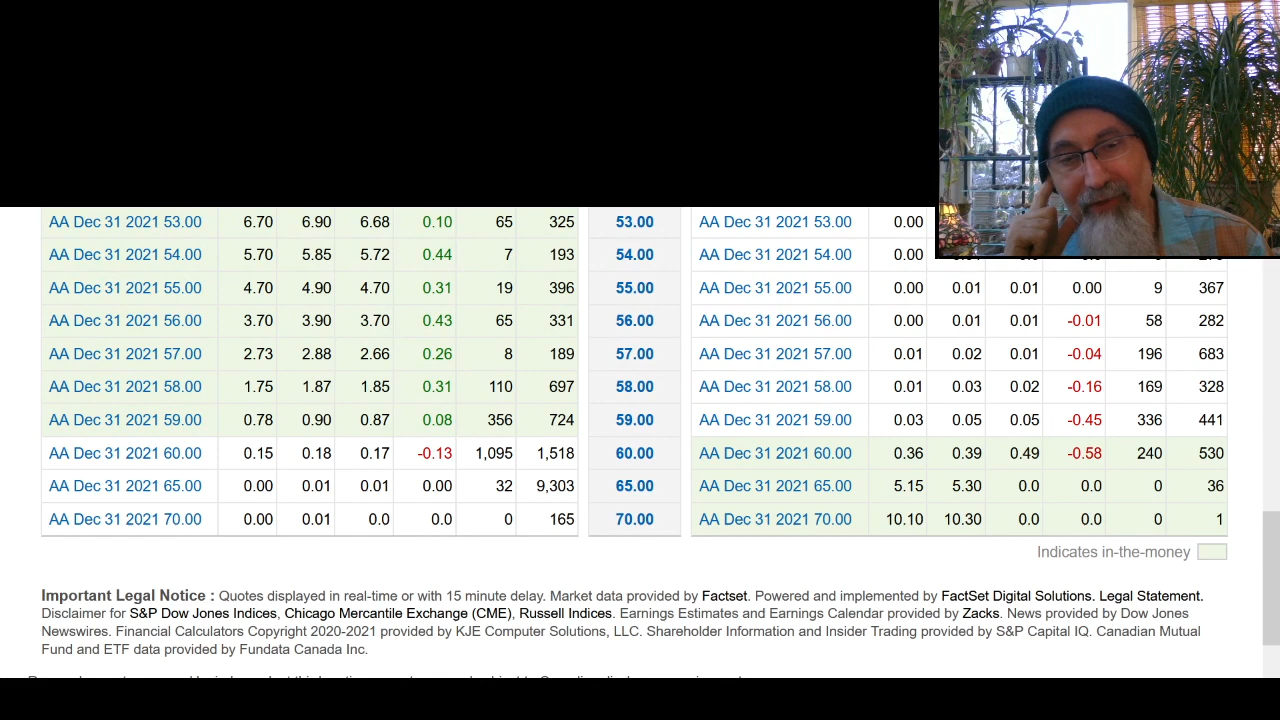 AA Dec 31 2021 53.00 6.70 6.90 6.68 0.10 65 325 53.00 AA Dec 31 2021 53.00 0.00
AA Dec 31 2021 54.00 5.70 5.85 5.72 0.44 7 193 54.00 AA Dec 31 2021 54.00 0.00
AA Dec 31 2021 55.00 4.70 4.90 4.70 0.31 19 396 55.00 AA Dec 31 2021 55.00 0.00 0.01 0.01 0.00 9 367
AA Dec 31 2021 56.00 3.70 3.90 3.70 0.43 65 331 56.00 AA Dec 31 2021 56.00 0.00 0.01 0.01 -0.01 58 282
AA Dec 31 2021 57.00 2.73 2.88 2.66 0.26 8 189 57.00 AA Dec 31 2021 57.00 0.01 0.02 0.01 -0.04 196 683
AA Dec 31 2021 58.00 1.75 1.87 1.85 0.31 110 697 58.00 AA Dec 31 2021 58.00 0.01 0.03 0.02 -0.16 169 328
AA Dec 31 2021 59.00 0.78 0.90 0.87 0.08 356 724 59.00 AA Dec 31 2021 59.00 0.03 0.05 0.05 -0.45 336 441
AA Dec 31 2021 60.00 0.15 0.18 0.17 -0.13 1,095 1,518 60.00 AA Dec 31 2021 60.00 0.36 0.39 0.49 -0.58 240 530
AA Dec 31 2021 65.00 0.00 0.01 0.01 0.00 32 9,303 65.00 AA Dec 31 2021 65.00 5.15 5.30 0.0 0.0 0 36
AA Dec 31 2021 70.00 0.00 0.01 0.0 0.0 0 165 70.00 AA Dec 31 2021 70.00 10.10 10.30 0.0 0.0 0 1
Indicates in-the-money
Important Legal Notice : Quotes displayed in real-time or with 15 minute delay. Market data provided by Factset. Powered and implemented by FactSet Digital Solutions. Legal Statement.
Disclaimer for S&P Dow Jones Indices, Chicago Mercantile Exchange (CME), Russell Indices. Earnings Estimates and Earnings Calendar provided by Zacks. News provided by Dow Jones
Newswires. Financial Calculators Copyright 2020-2021 provided by KJE Computer Solutions, LLC. Shareholder Information and Insider Trading provided by S&P Capital IQ. Canadian Mutual
Fund and ETF data provided by Fundata Canada Inc.